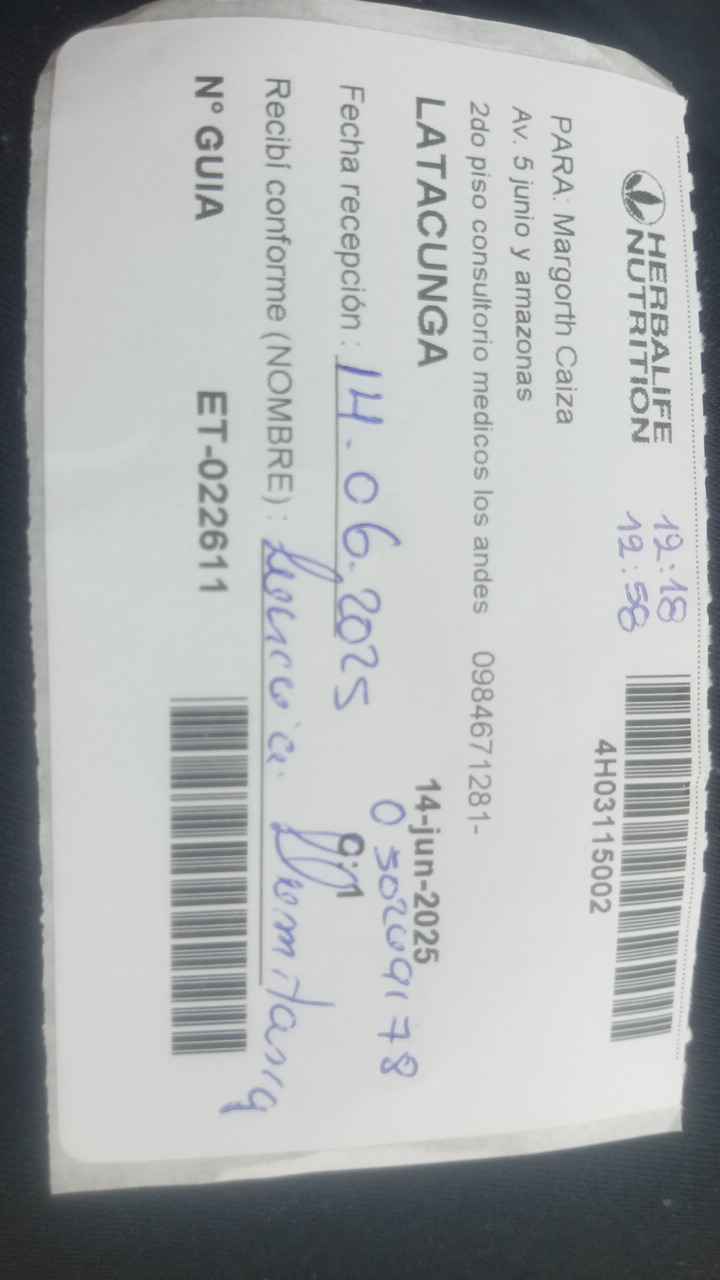 HERBALIFE
NUTRITION
12:18
12:58
4H03115002
PARA: Margorth Caiza
Av. 5 junio y amazonas
2do piso consultorio medicos los andes 0984671281-
LATACUNGA 14-jun-2025
0502691178
Fecha recepción : 14.06.2025
Recibí conforme (NOMBRE) :
N° GUIA ET-022611